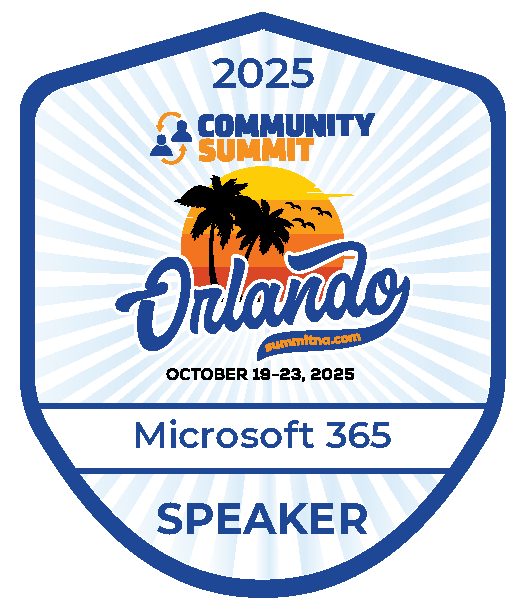 2025
COMMUNITY
SUMMIT
Orlando
summitna.com
OCTOBER 19-23, 2025
Microsoft 365
SPEAKER